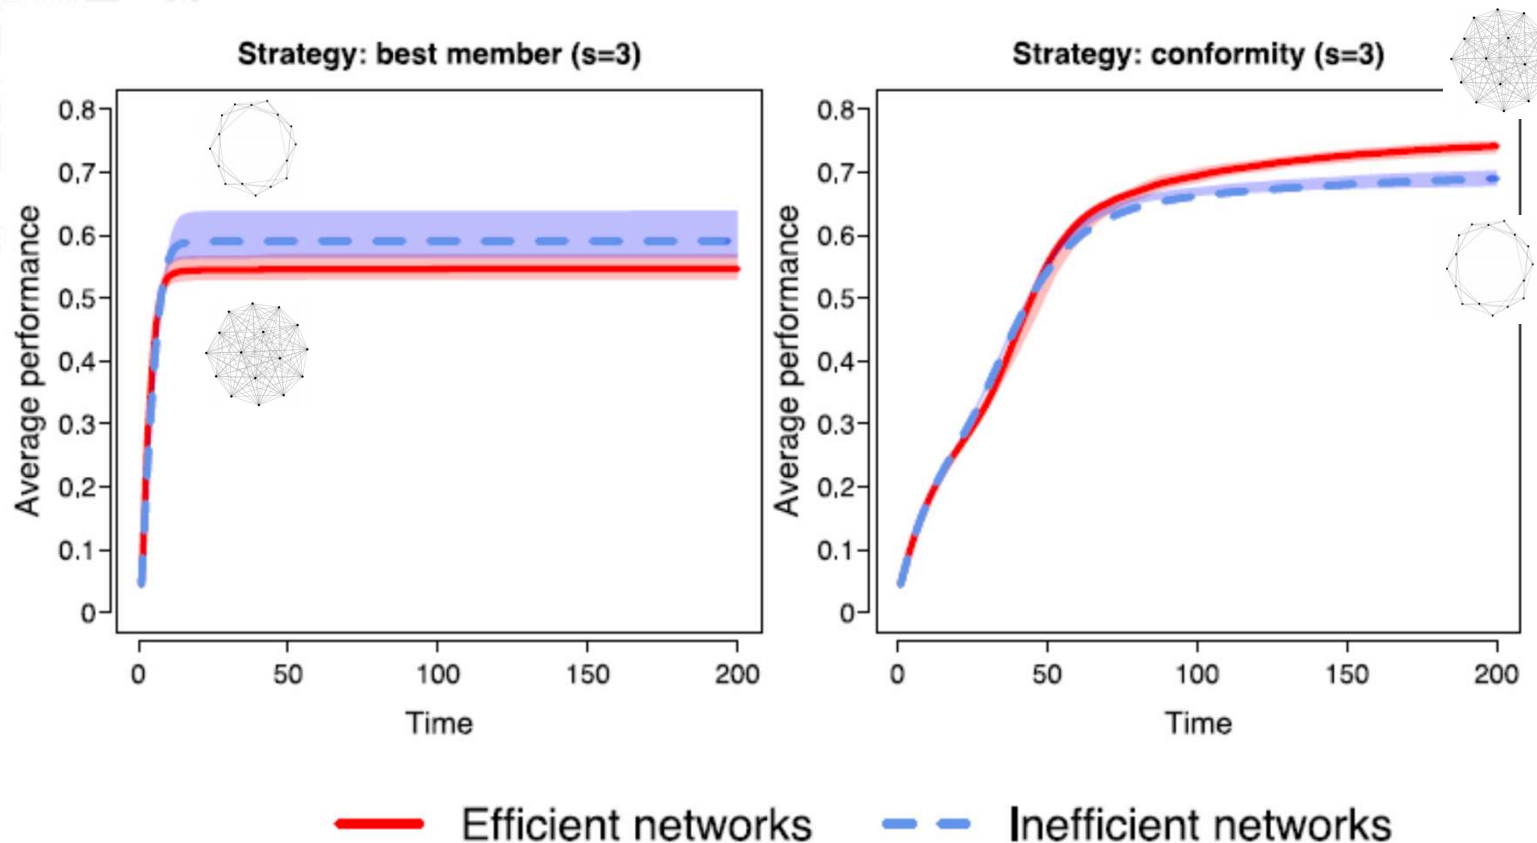 Strategy: best member (s=3)
Strategy: conformity (s=3)
Average performance
0.8
0.7
0.6
0.5
0.4
0.3
0.2
0.1
0
0 50 100 150 200
Time
Average performance
0.8
0.7
0.6
0.5
0.4
0.3
0.2
0.1
0
0 50 100 150 200
Time
Efficient networks
Inefficient networks